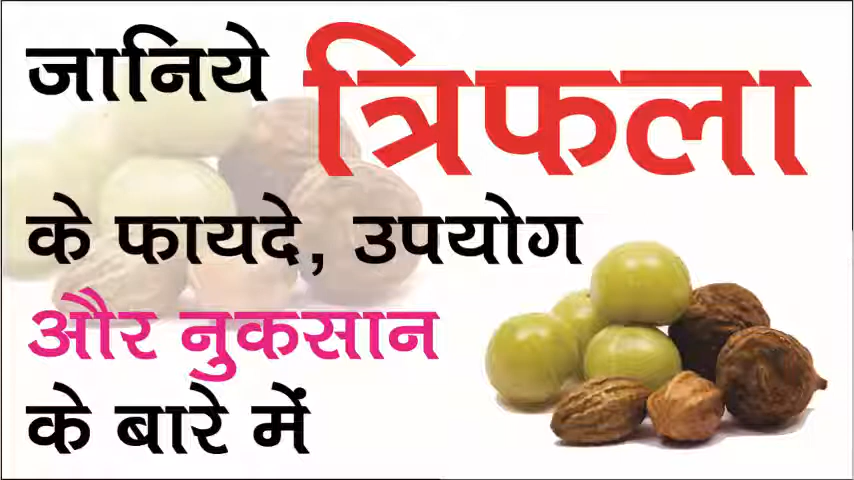 जानिये त्रिफला
के फायदे, उपयोग
और नुकसान
के बारे में